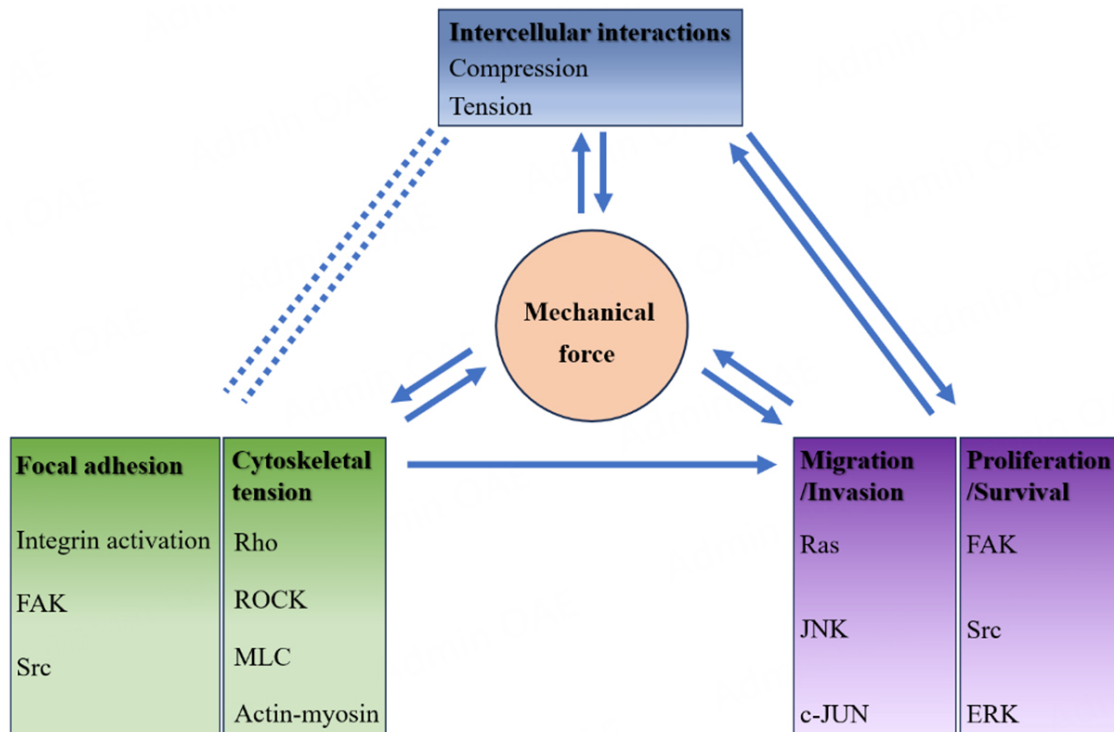 Intercellular interactions
Compression
Tension
Mechanical
force
Focal adhesion
Integrin activation
FAK
Src
Cytoskeletal
tension
Rho
ROCK
MLC
Actin-myosin
Migration
/Invasion
Ras
JNK
c-JUN
Proliferation
/Survival
FAK
Src
ERK